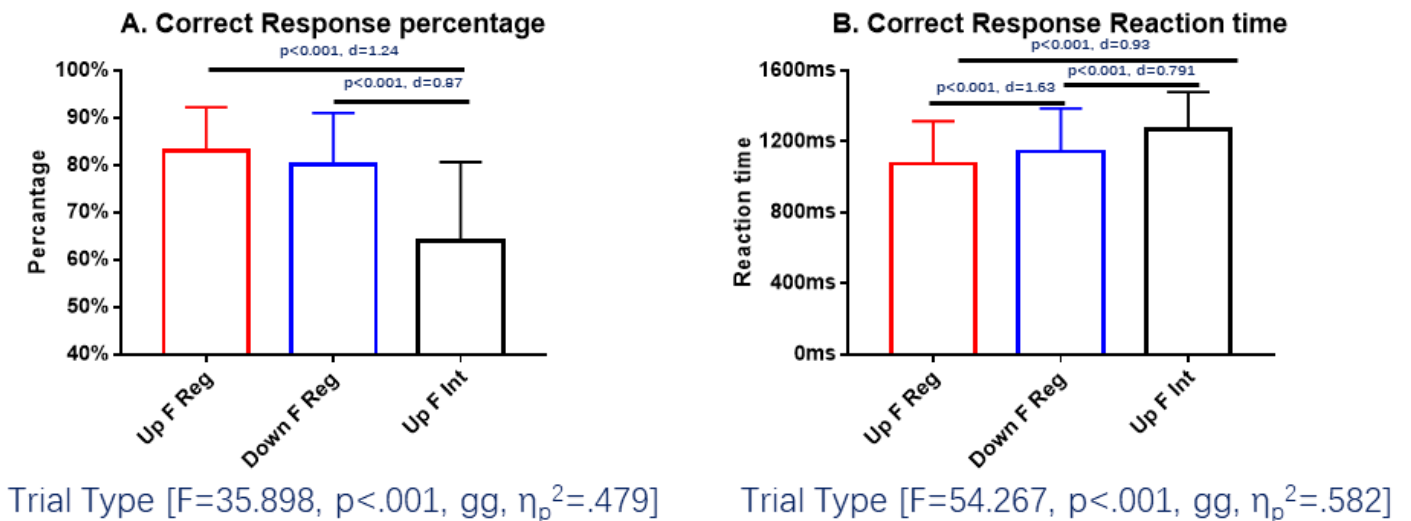 A. Correct Response percentage
p<0.001, d=1.24
p<0.001, d=0.87
100%
90%
80%
70%
60%
50%
40%
Percantage
Up F Reg
Down F Reg
Up F Int
Trial Type [F=35.898, p<.001, gg, ηp²=.479]
B. Correct Response Reaction time
p<0.001, d=0.93
p<0.001, d=0.791
p<0.001, d=1.63
1600ms
1200ms
800ms
400ms
0ms
Reaction time
Up F Reg
Down F Reg
Up F Int
Trial Type [F=54.267, p<.001, gg, ηp²=.582]